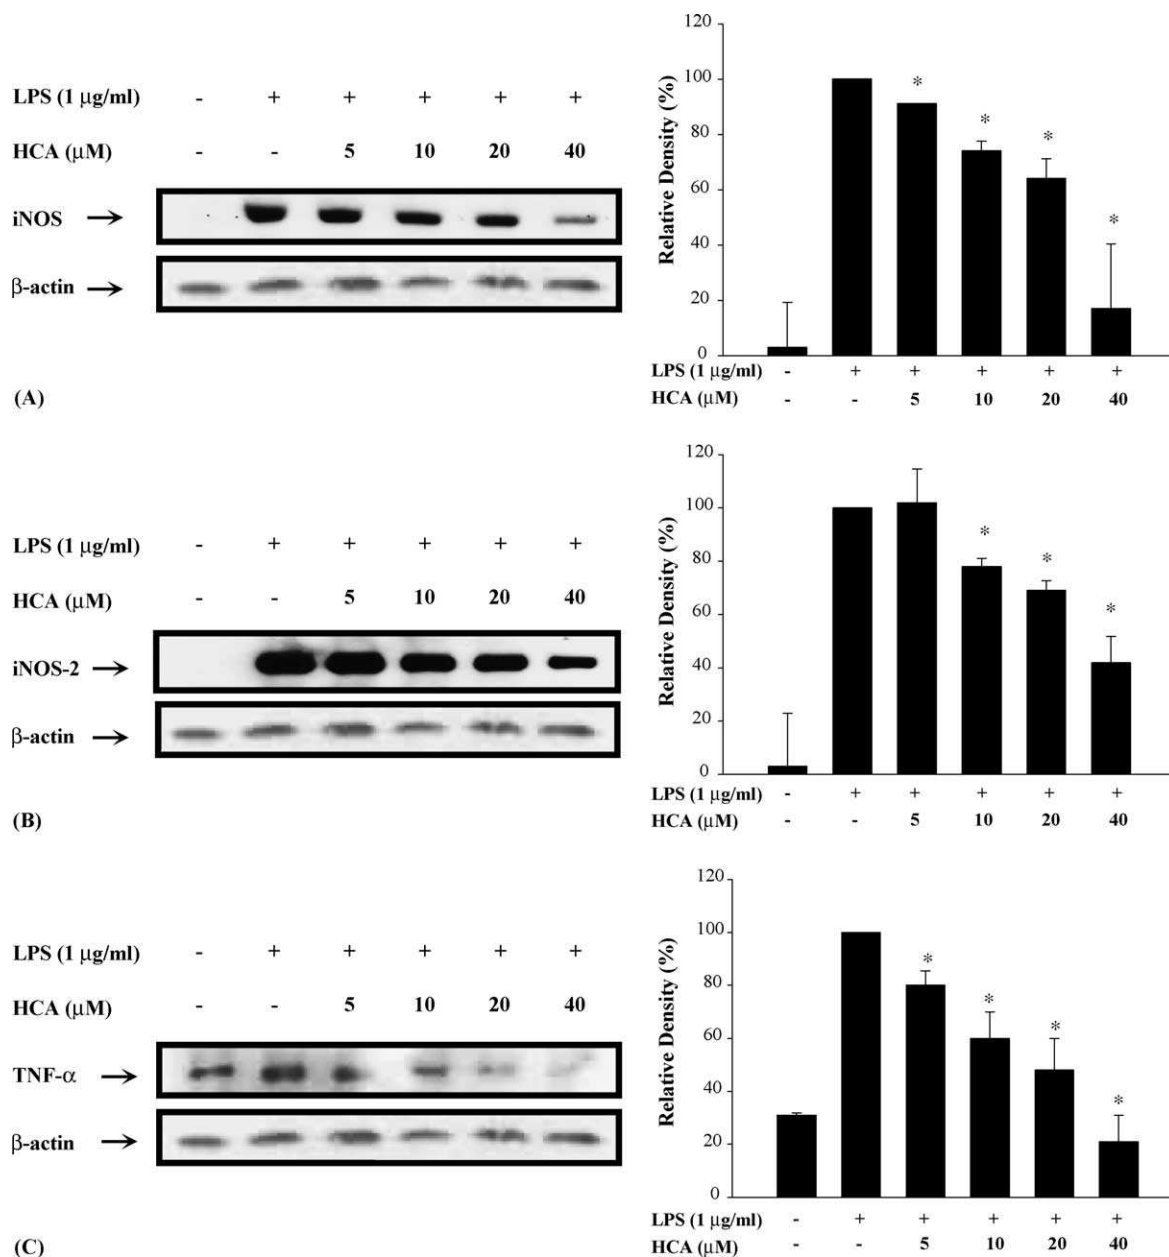 LPS (1 μg/ml) - + + + + +
HCA (μM) - - 5 10 20 40
iNOS →
β-actin →
(A)
120
100
80
60
40
20
0
Relative Density (%)
* * * *
LPS (1 μg/ml) - + + + + +
HCA (μM) - - 5 10 20 40
LPS (1 μg/ml) - + + + + +
HCA (μM) - - 5 10 20 40
iNOS-2 →
β-actin →
(B)
120
100
80
60
40
20
0
Relative Density (%)
* * *
LPS (1 μg/ml) - + + + + +
HCA (μM) - - 5 10 20 40
LPS (1 μg/ml) - + + + + +
HCA (μM) - - 5 10 20 40
TNF-α →
β-actin →
(C)
120
100
80
60
40
20
0
Relative Density (%)
* * * *
LPS (1 μg/ml) - + + + + +
HCA (μM) - - 5 10 20 40